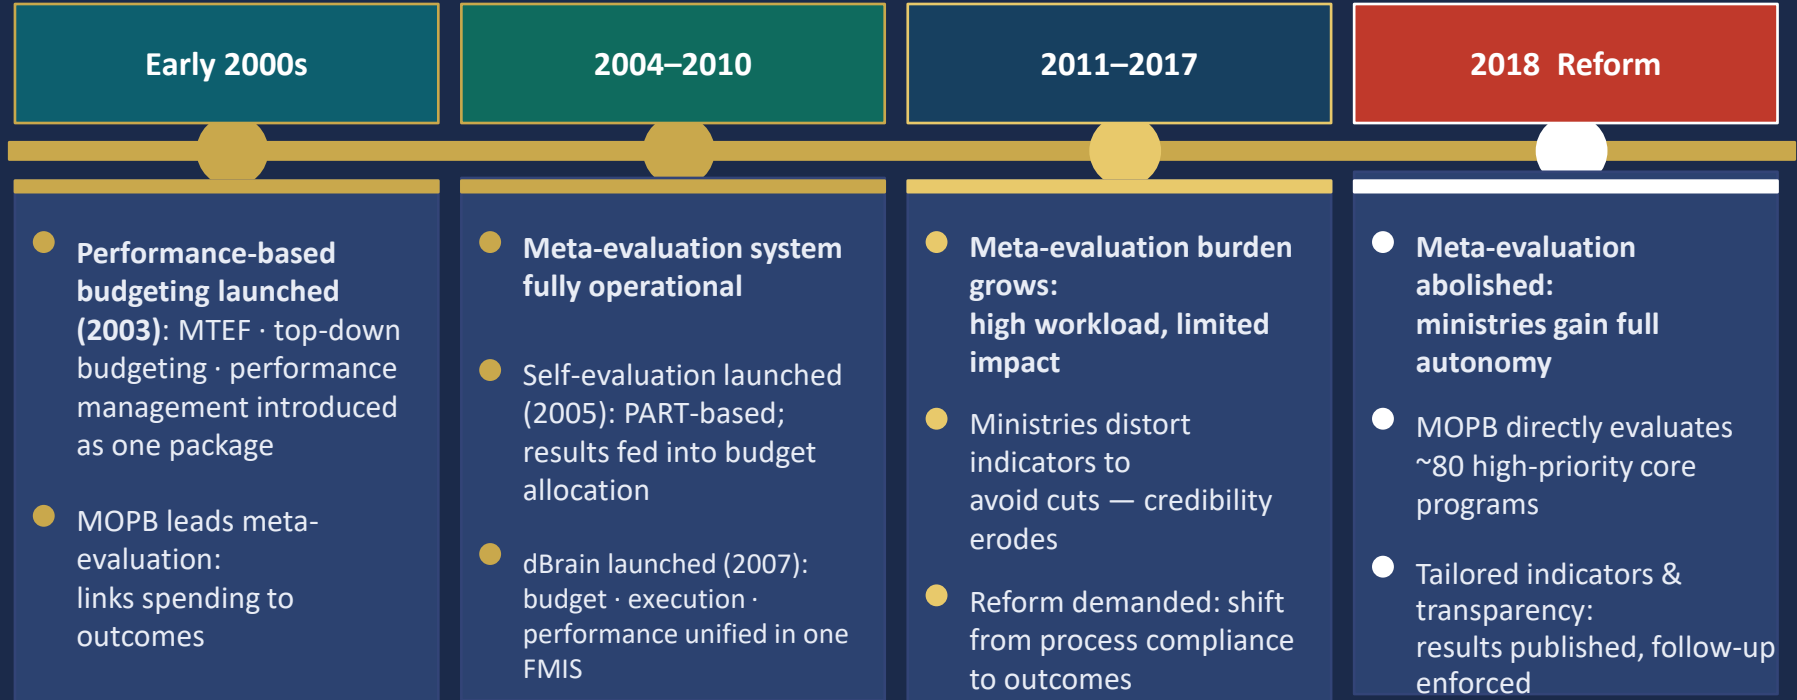 Early 2000s
2004–2010
2011–2017
2018  Reform
Performance-based
budgeting launched
(2003): MTEF · top-down
budgeting · performance
management introduced
as one package
MOPB leads meta-
evaluation:
links spending to
outcomes
Meta-evaluation system
fully operational
Self-evaluation launched
(2005): PART-based;
results fed into budget
allocation
dBrain launched (2007):
budget · execution ·
performance unified in one
FMIS
Meta-evaluation burden
grows:
high workload, limited
impact
Ministries distort
indicators to
avoid cuts — credibility
erodes
Reform demanded: shift
from process compliance
to outcomes
Meta-evaluation
abolished:
ministries gain full
autonomy
MOPB directly evaluates
~80 high-priority core
programs
Tailored indicators &
transparency:
results published, follow-up
enforced